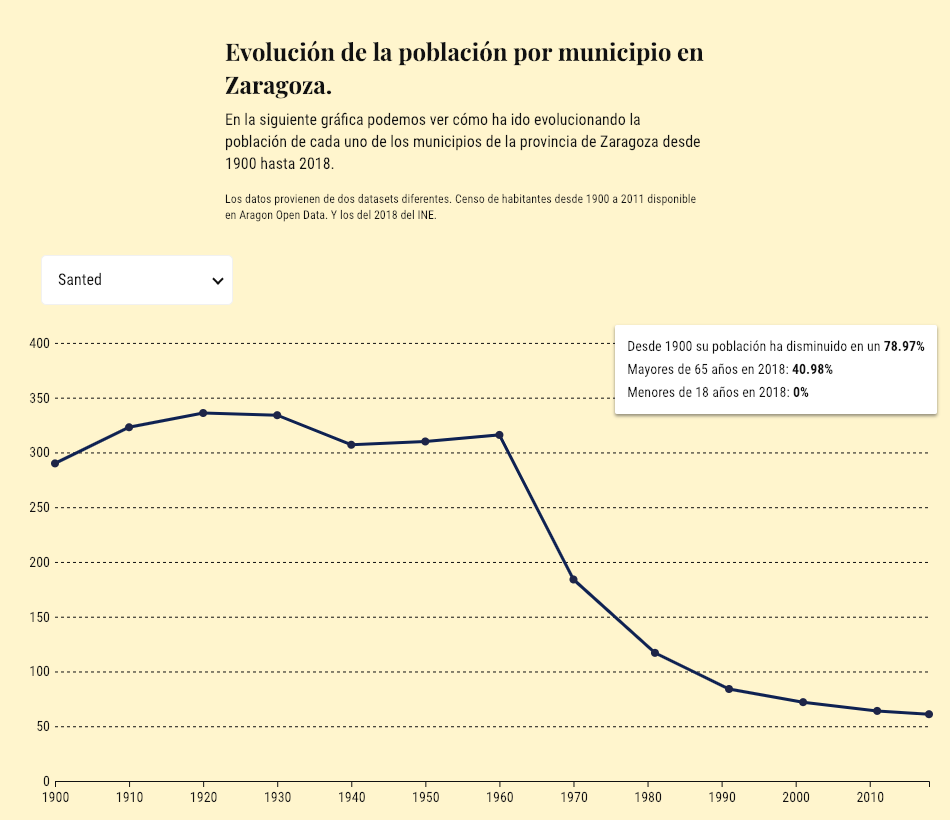 Evolución de la población por municipio en
Zaragoza.
En la siguiente gráfica podemos ver cómo ha ido evolucionando la
población de cada uno de los municipios de la provincia de Zaragoza desde
1900 hasta 2018.
Los datos provienen de dos datasets diferentes. Censo de habitantes desde 1900 a 2011 disponible
en Aragon Open Data. Y los del 2018 del INE.
Santed
Desde 1900 su población ha disminuido en un 78.97%
Mayores de 65 años en 2018: 40.98%
Menores de 18 años en 2018: 0%
400
350
300
250
200
150
100
50
0
1900 1910 1920 1930 1940 1950 1960 1970 1980 1990 2000 2010